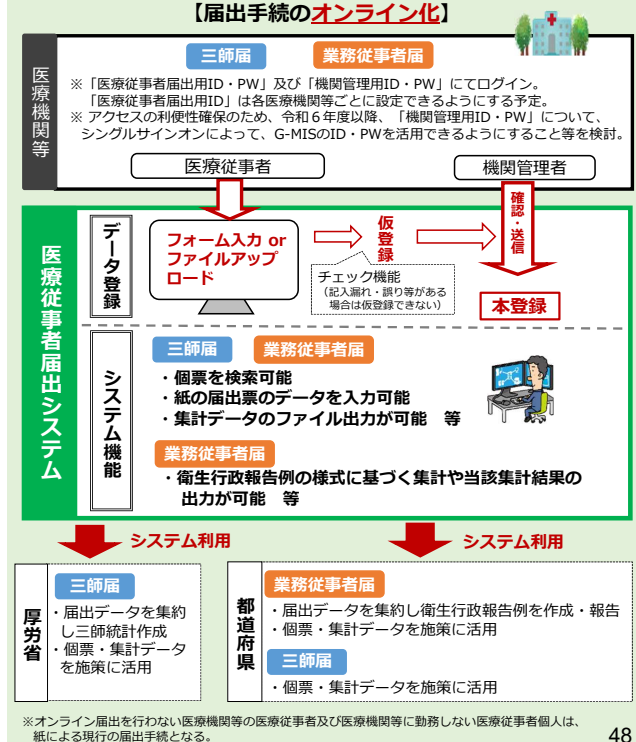 【届出手続のオンライン化】
三師届
業務従事者届
医療機関等
※「医療従事者届出用ID・PW」及び「機関管理用ID・PW」にてログイン。
「医療従事者届出用ID」は各医療機関等ごとに設定できるようにする予定。
※ アクセスの利便性確保のため、令和６年度以降、「機関管理用ID・PW」について、
シングルサインオンによって、G-MISのID・PWを活用できるようにすること等を検討。
医療従事者
機関管理者
医療従事者届出システム
データ登録
フォーム入力 or
ファイルアップ
ロード
仮登録
確認・送信
チェック機能
（記入漏れ・誤り等がある
場合は仮登録できない）
本登録
システム機能
三師届
業務従事者届
・個票を検索可能
・紙の届出票のデータを入力可能
・集計データのファイル出力が可能　等
業務従事者届
・衛生行政報告例の様式に基づく集計や当該集計結果の
出力が可能　等
システム利用
システム利用
厚労省
三師届
・届出データを集約
し三師統計作成
・個票・集計データ
を施策に活用
都道府県
業務従事者届
・届出データを集約し衛生行政報告例を作成・報告
・個票・集計データを施策に活用
三師届
・個票・集計データを施策に活用
※オンライン届出を行わない医療機関等の医療従事者及び医療機関等に勤務しない医療従事者個人は、
紙による現行の届出手続となる。
48